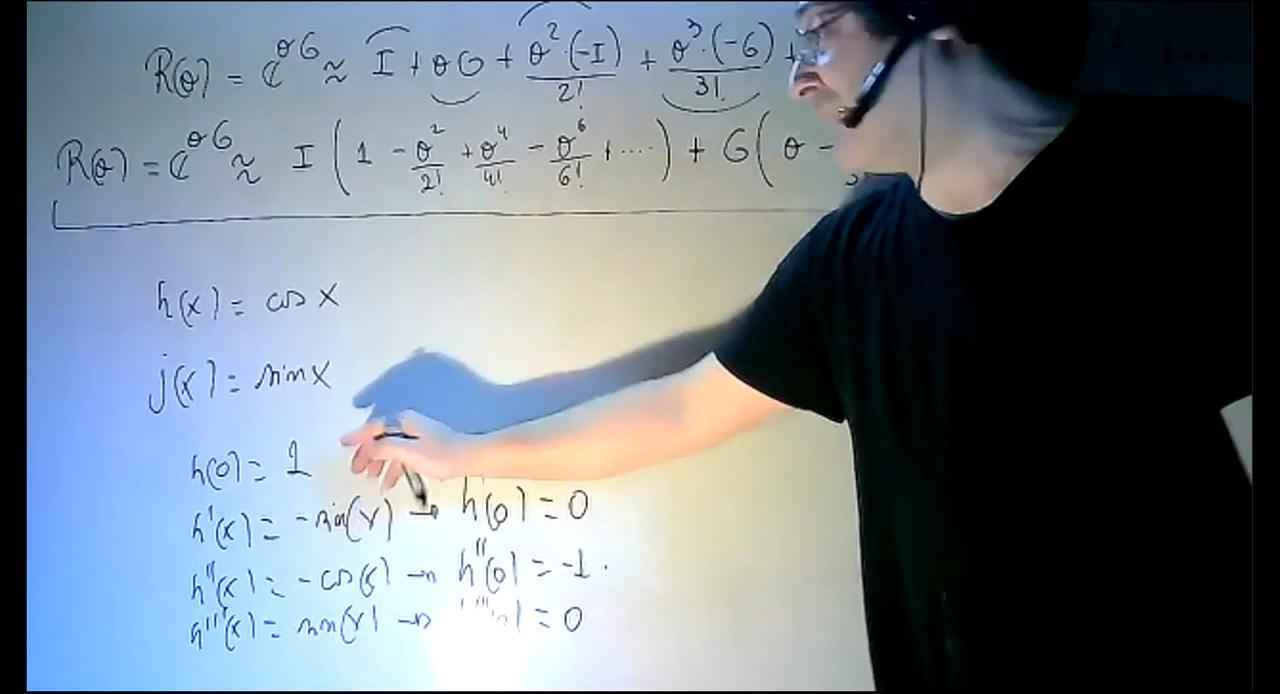 R(θ) = e^{θG} ≈ I + θG + θ²·(-I)/2! + θ³·(-G)/3! +
R(θ) = e^{θG} ≈ I (1 - θ²/2! + θ⁴/4! - θ⁶/6! + ....) + G(θ -
h(x) = cos x
j(x) = sin x
h(0) = 1
h'(x) = -sin(x) → h'(0) = 0
h''(x) = -cos(x) → h''(0) = -1.
h'''(x) = sin(x) → = 0